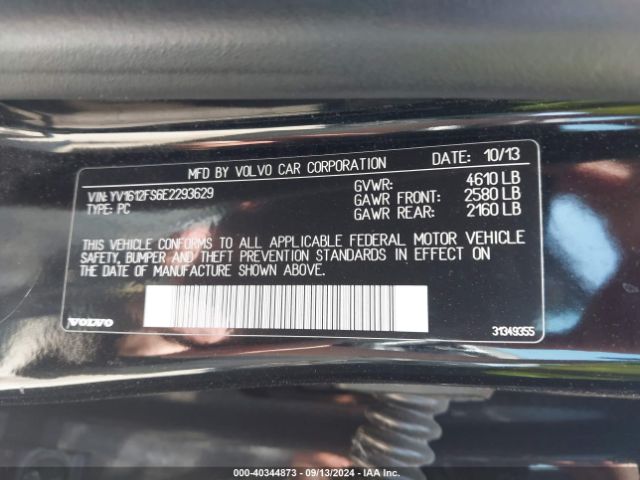 MFD BY VOLVO CAR CORPORATION DATE: 10/13
VIN: YV1612FS6E2293629 GVWR: 4610 LB
TYPE: PC GAWR FRONT: 2580 LB
GAWR REAR: 2160 LB
THIS VEHICLE CONFORMS TO ALL APPLICABLE FEDERAL MOTOR VEHICLE
SAFETY, BUMPER AND THEFT PREVENTION STANDARDS IN EFFECT ON
THE DATE OF MANUFACTURE SHOWN ABOVE.
VOLVO 31349355
000-40344873 - 09/13/2024 - IAA Inc.